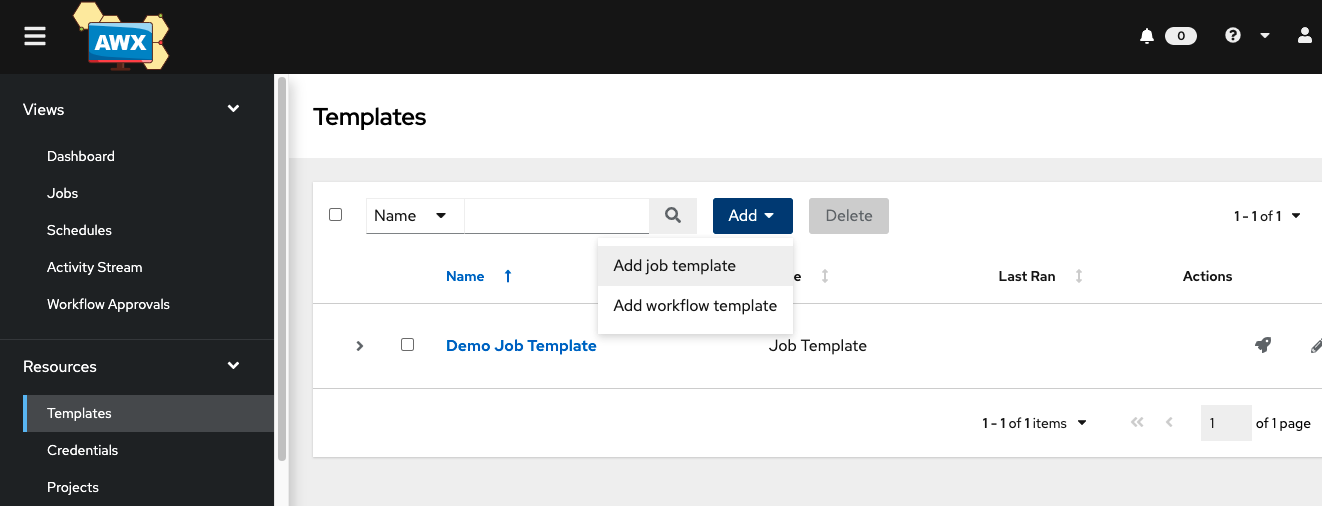 AWX
0
Views
Dashboard
Jobs
Schedules
Activity Stream
Workflow Approvals
Resources
Templates
Credentials
Projects
Templates
Name
Add
Delete
1 - 1 of 1
Add job template
Add workflow template
Name
Last Ran
Actions
Demo Job Template
Job Template
1 - 1 of 1 items
1
of 1 page